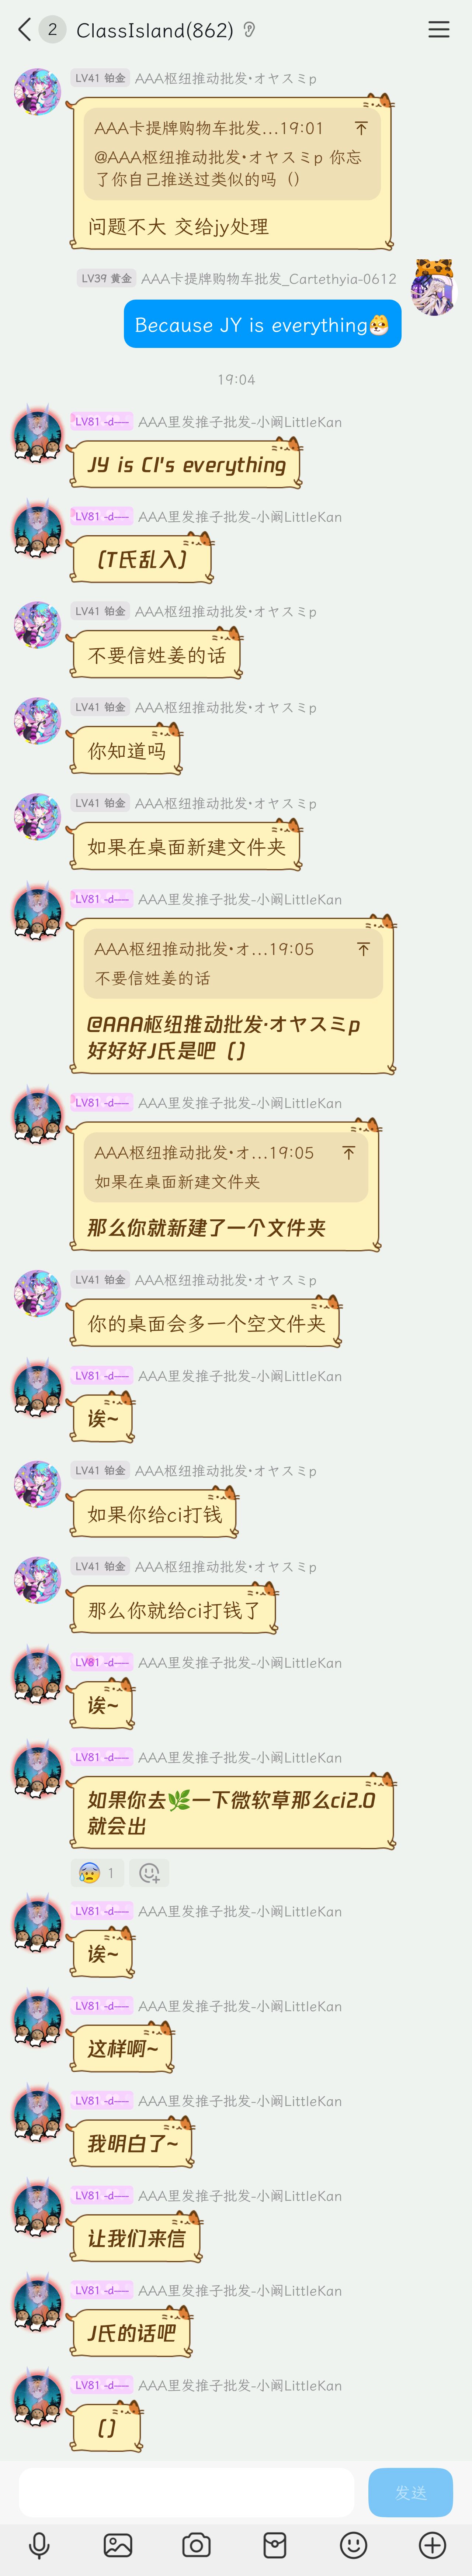 2 ClassIsland(862)
LV41 铂金 AAA枢纽推动批发•オヤスミp
AAA卡提牌购物车批发...19:01
@AAA枢纽推动批发•オヤスミp 你忘
了你自己推送过类似的吗（）
问题不大 交给jy处理
LV39 黄金 AAA卡提牌购物车批发_Cartethyia-0612
Because JY is everything
19:04
LV81 -d— AAA里发推子批发-小阚LittleKan
JY is CI's everything
LV81 -d— AAA里发推子批发-小阚LittleKan
（T氏乱入）
LV41 铂金 AAA枢纽推动批发•オヤスミp
不要信姓姜的话
LV41 铂金 AAA枢纽推动批发•オヤスミp
你知道吗
LV41 铂金 AAA枢纽推动批发•オヤスミp
如果在桌面新建文件夹
LV81 -d— AAA里发推子批发-小阚LittleKan
AAA枢纽推动批发•オ...19:05
不要信姓姜的话
@AAA枢纽推动批发•オヤスミp
好好好J氏是吧（）
LV81 -d— AAA里发推子批发-小阚LittleKan
AAA枢纽推动批发•オ...19:05
如果在桌面新建文件夹
那么你就新建了一个文件夹
LV41 铂金 AAA枢纽推动批发•オヤスミp
你的桌面会多一个空文件夹
LV81 -d— AAA里发推子批发-小阚LittleKan
诶~
LV41 铂金 AAA枢纽推动批发•オヤスミp
如果你给ci打钱
LV41 铂金 AAA枢纽推动批发•オヤスミp
那么你就给ci打钱了
LV81 -d— AAA里发推子批发-小阚LittleKan
诶~
LV81 -d— AAA里发推子批发-小阚LittleKan
如果你去🌿一下微软草那么ci2.0
就会出
1
LV81 -d— AAA里发推子批发-小阚LittleKan
诶~
LV81 -d— AAA里发推子批发-小阚LittleKan
这样啊~
LV81 -d— AAA里发推子批发-小阚LittleKan
我明白了~
LV81 -d— AAA里发推子批发-小阚LittleKan
让我们来信
LV81 -d— AAA里发推子批发-小阚LittleKan
J氏的话吧
LV81 -d— AAA里发推子批发-小阚LittleKan
（）
发送